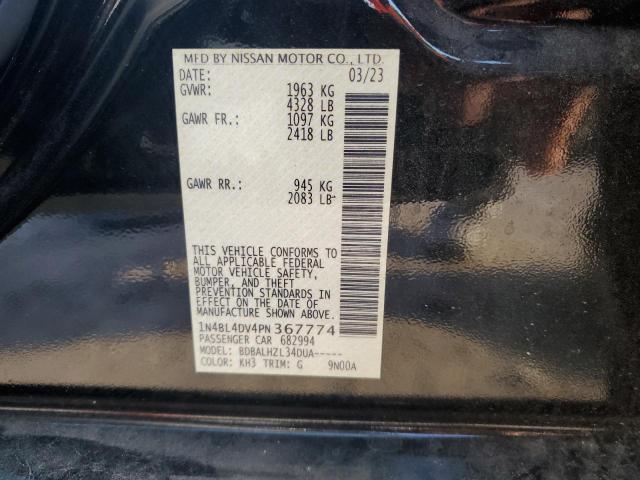 MFD BY NISSAN MOTOR CO., LTD.
DATE: 03/23
GVWR: 1963 KG
4328 LB
GAWR FR.: 1097 KG
2418 LB
GAWR RR.: 945 KG
2083 LB
THIS VEHICLE CONFORMS TO
ALL APPLICABLE FEDERAL
MOTOR VEHICLE SAFETY,
BUMPER, AND THEFT
PREVENTION STANDARDS IN
EFFECT ON THE DATE OF
MANUFACTURE SHOWN ABOVE.
1N4BL4DV4PN367774
PASSENGER CAR 682994
MODEL: BDBALHZL34DUA-----
COLOR: KH3 TRIM: G 9N00A